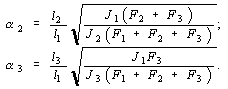 α₂ = l₂/l₁ √(J₁(F₂ + F₃) / J₂(F₁ + F₂ + F₃));
α₃ = l₃/l₁ √(J₁F₃ / J₃(F₁ + F₂ + F₃)).